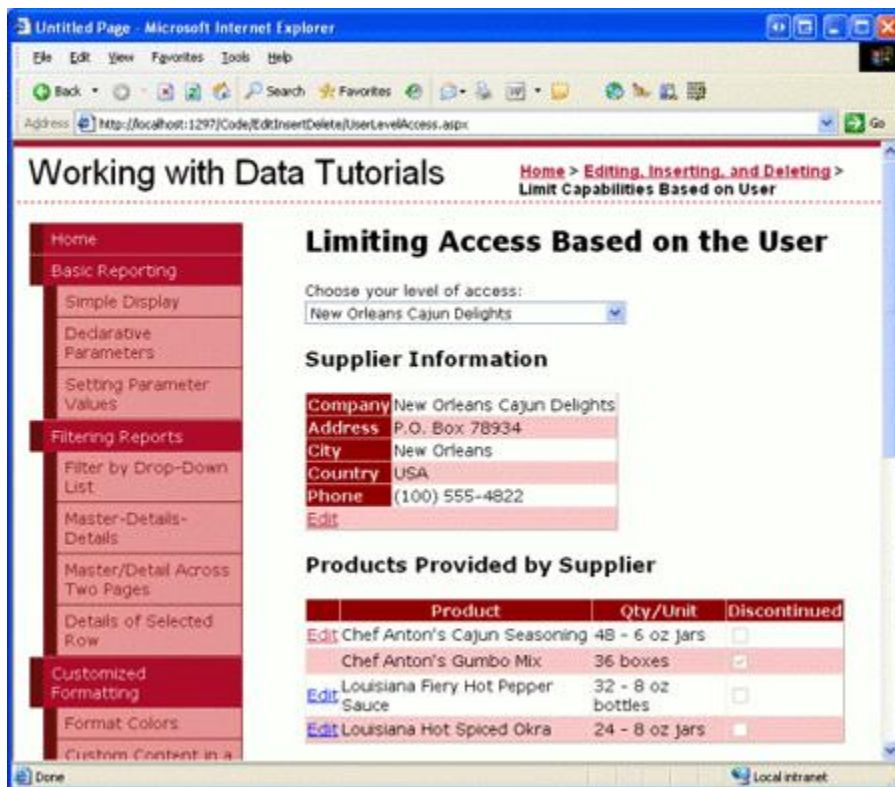 Untitled Page - Microsoft Internet Explorer
File Edit View Favorites Tools Help
Back Search Favorites
Address http://localhost:1297/Code/EditInsertDelete/UserLevelAccess.aspx Go
Working with Data Tutorials
Home > Editing, Inserting, and Deleting >
Limit Capabilities Based on User
Home
Basic Reporting
Simple Display
Declarative
Parameters
Setting Parameter
Values
Filtering Reports
Filter by Drop-Down
List
Master-Details-
Details
Master/Detail Across
Two Pages
Details of Selected
Row
Customized
Formatting
Format Colors
Custom Content in a
Limiting Access Based on the User
Choose your level of access:
New Orleans Cajun Delights
Supplier Information
Company New Orleans Cajun Delights
Address P.O. Box 78934
City New Orleans
Country USA
Phone (100) 555-4822
Edit
Products Provided by Supplier
Product Qty/Unit Discontinued
Edit Chef Anton's Cajun Seasoning 48 - 6 oz jars
Chef Anton's Gumbo Mix 36 boxes
Edit Louisiana Fiery Hot Pepper
Sauce 32 - 8 oz
bottles
Edit Louisiana Hot Spiced Okra 24 - 8 oz jars
Done Local intranet